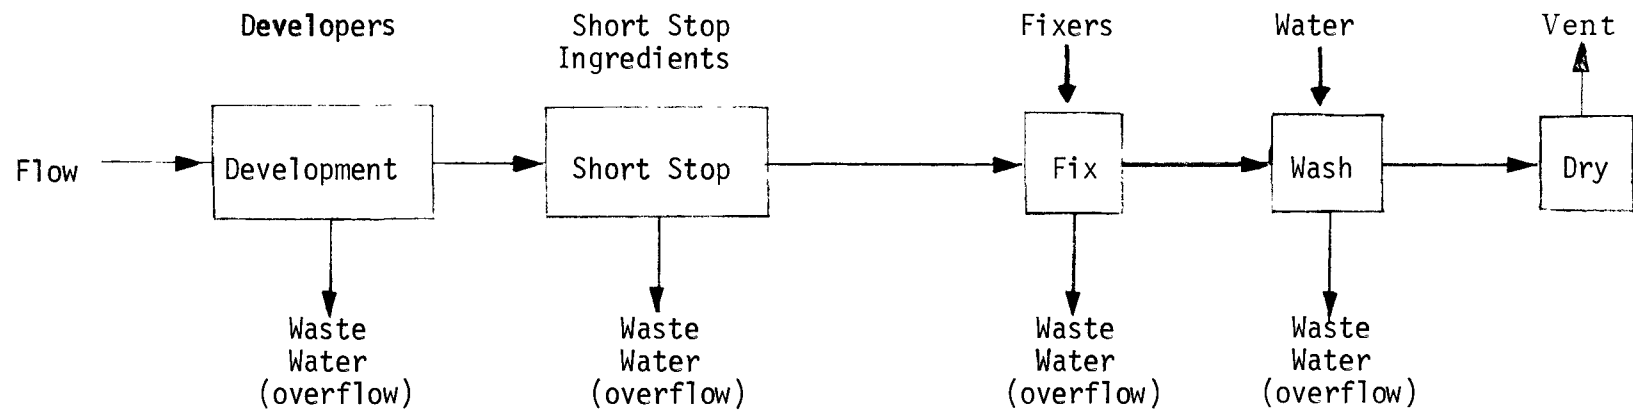 Developers
Short Stop
Ingredients
Fixers
Water
Vent
Flow
Development
Short Stop
Fix
Wash
Dry
Waste
Water
(overflow)
Waste
Water
(overflow)
Waste
Water
(overflow)
Waste
Water
(overflow)